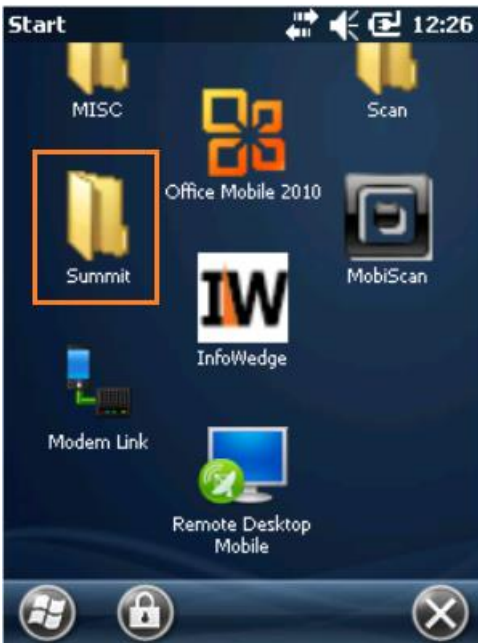 Start 12:26
MISC
Scan
Office Mobile 2010
Summit
MobiScan
IW
InfoWedge
Modem Link
Remote Desktop
Mobile